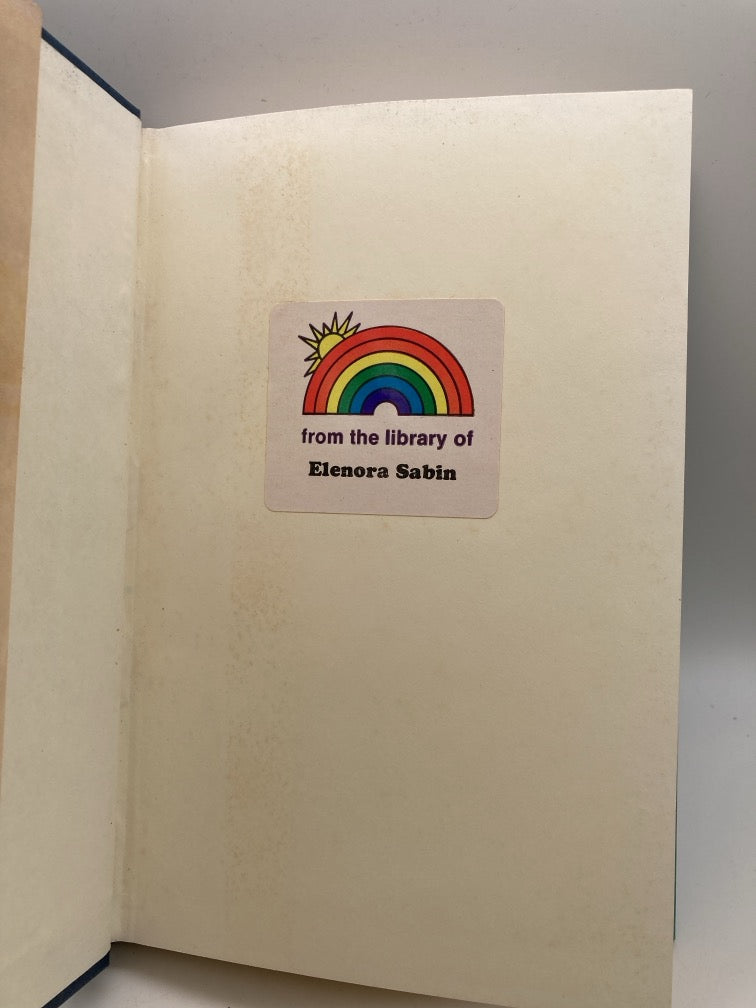 from the library of
Elenora Sabin